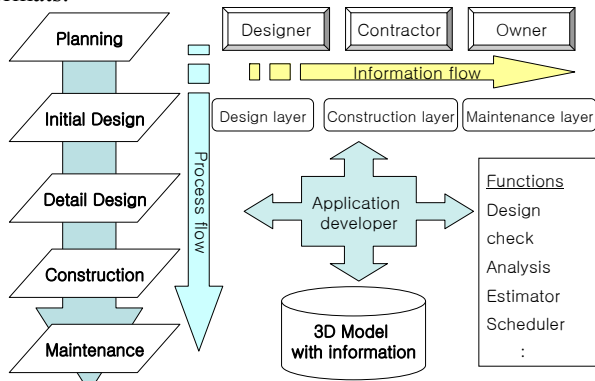 rmats.
Planning
Initial Design
Detail Design
Construction
Maintenance
Process flow
Designer
Contractor
Owner
Information flow
Design layer
Construction layer
Maintenance layer
Application
developer
3D Model
with information
Functions
Design
check
Analysis
Estimator
Scheduler
: